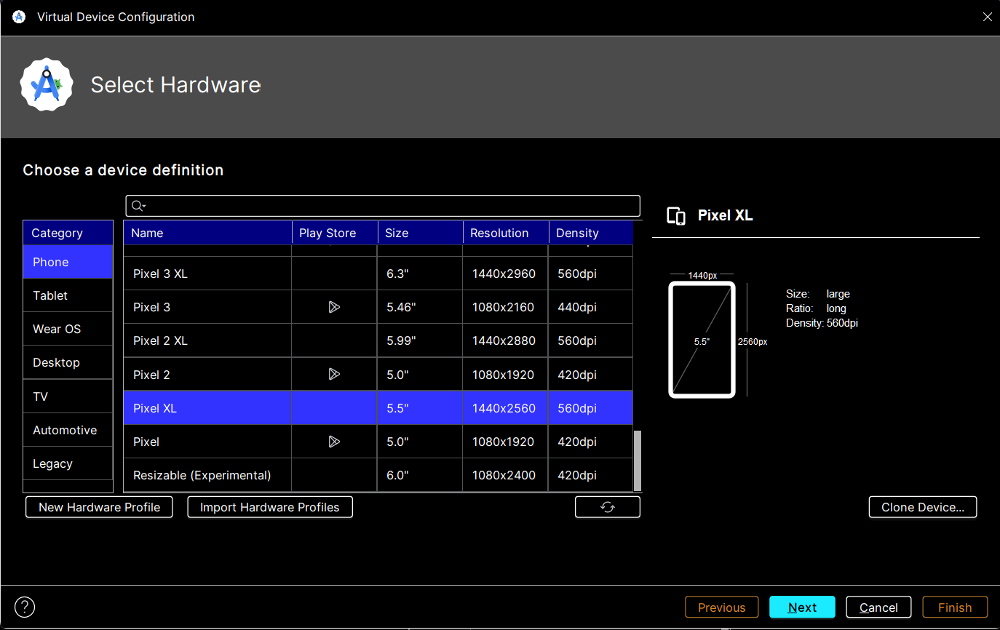 Virtual Device Configuration
Select Hardware
Choose a device definition
Category
Phone
Tablet
Wear OS
Desktop
TV
Automotive
Legacy
Name Play Store Size Resolution Density
Pixel 3 XL 6.3" 1440x2960 560dpi
Pixel 3 5.46" 1080x2160 440dpi
Pixel 2 XL 5.99" 1440x2880 560dpi
Pixel 2 5.0" 1080x1920 420dpi
Pixel XL 5.5" 1440x2560 560dpi
Pixel 5.0" 1080x1920 420dpi
Resizable (Experimental) 6.0" 1080x2400 420dpi
Pixel XL
1440px
5.5"
2560px
Size: large
Ratio: long
Density: 560dpi
New Hardware Profile Import Hardware Profiles Clone Device...
? Previous Next Cancel Finish